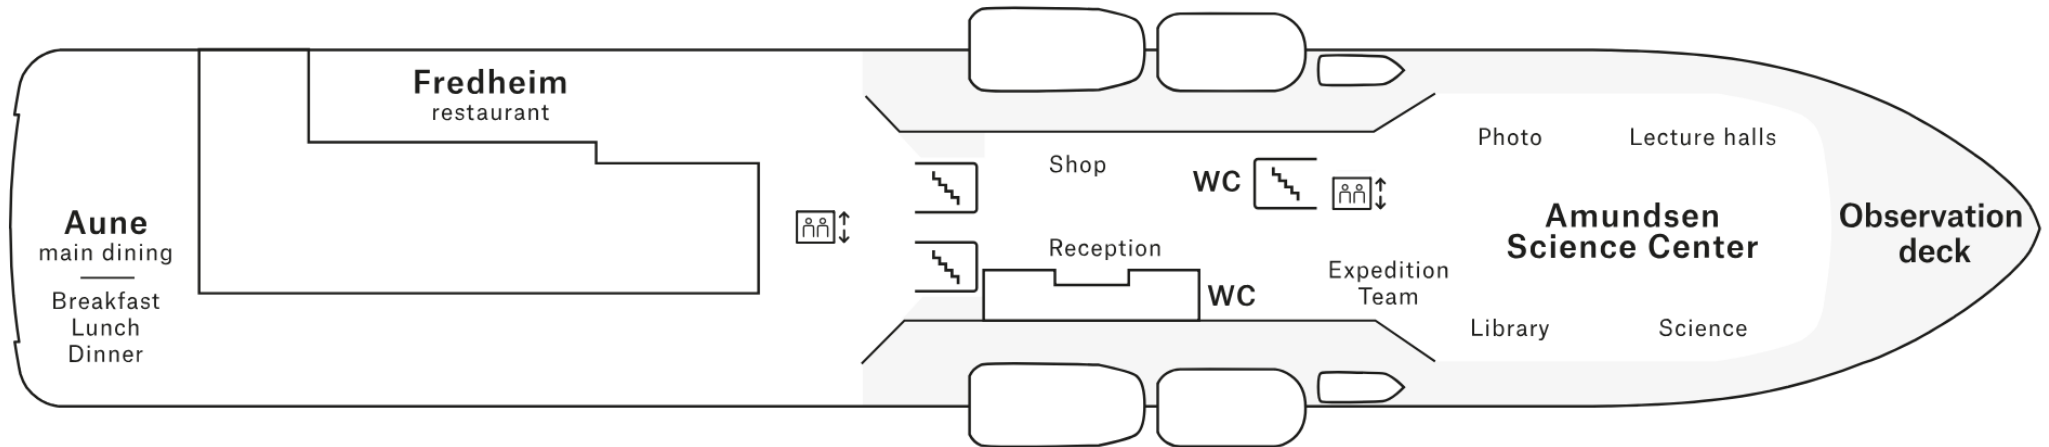 Fredheim
restaurant
Aune
main dining
Breakfast
Lunch
Dinner
Shop
WC
Reception
WC
Expedition
Team
Photo
Lecture halls
Amundsen
Science Center
Library
Science
Observation
deck